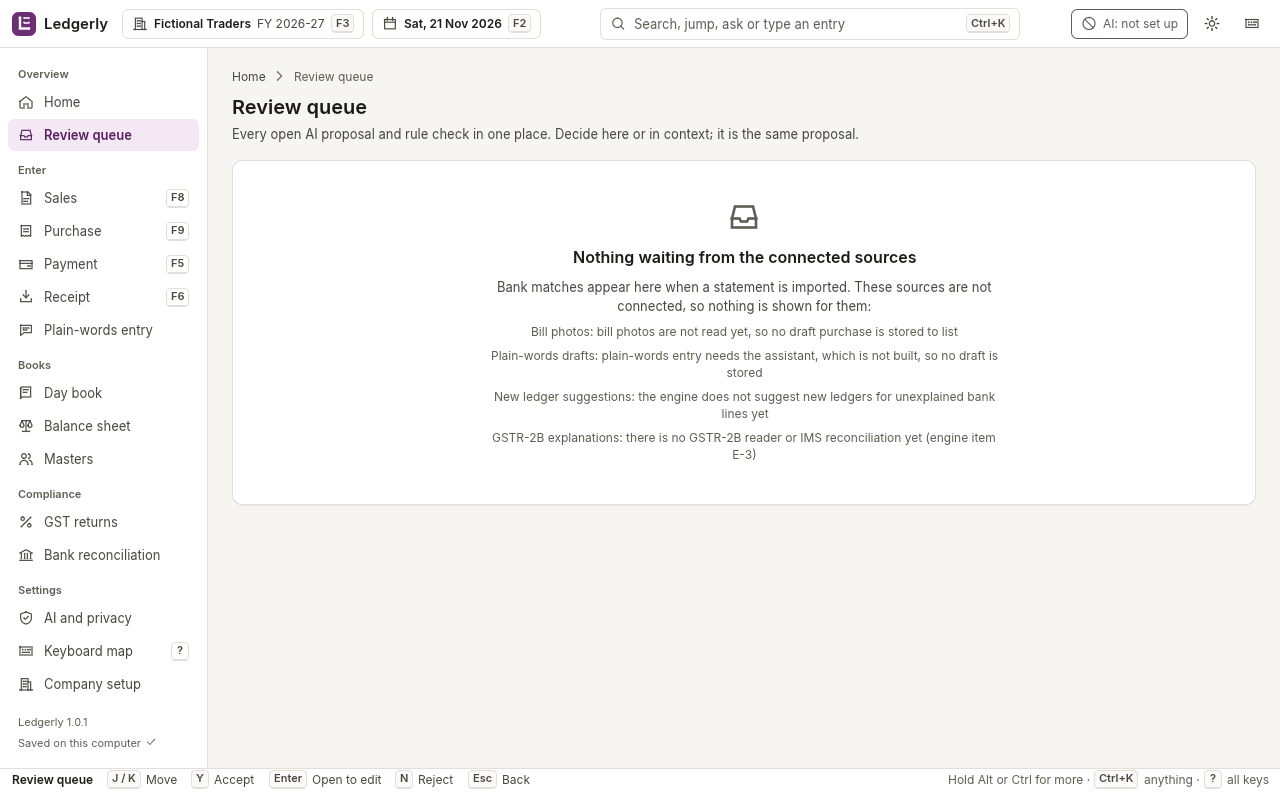 Ledgerly
Fictional Traders FY 2026-27 F3
Sat, 21 Nov 2026 F2
Search, jump, ask or type an entry Ctrl+K
AI: not set up
Overview
Home
Review queue
Enter
Sales F8
Purchase F9
Payment F5
Receipt F6
Plain-words entry
Books
Day book
Balance sheet
Masters
Compliance
GST returns
Bank reconciliation
Settings
AI and privacy
Keyboard map ?
Company setup
Ledgerly 1.0.1
Saved on this computer
Home Review queue
Review queue
Every open AI proposal and rule check in one place. Decide here or in context; it is the same proposal.
Nothing waiting from the connected sources
Bank matches appear here when a statement is imported. These sources are not
connected, so nothing is shown for them:
Bill photos: bill photos are not read yet, so no draft purchase is stored to list
Plain-words drafts: plain-words entry needs the assistant, which is not built, so no draft is
stored
New ledger suggestions: the engine does not suggest new ledgers for unexplained bank
lines yet
GSTR-2B explanations: there is no GSTR-2B reader or IMS reconciliation yet (engine item
E-3)
Review queue J / K Move Y Accept Enter Open to edit N Reject Esc Back
Hold Alt or Ctrl for more · Ctrl+K anything · ? all keys